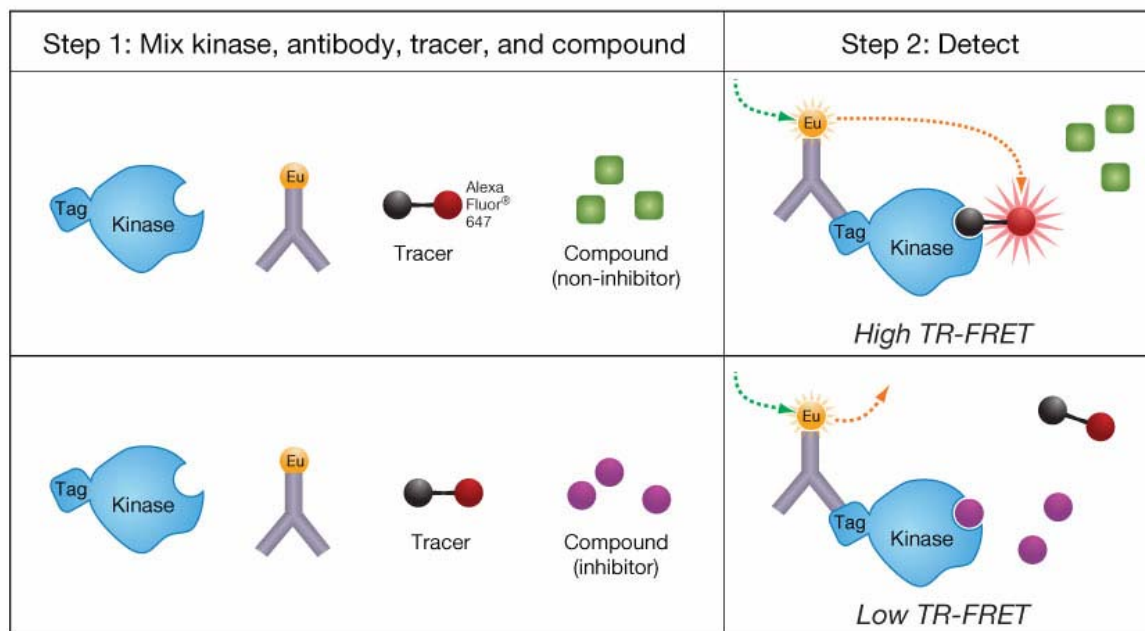 Step 1: Mix kinase, antibody, tracer, and compound
Step 2: Detect
Tag
Kinase
Eu
Alexa
Fluor®
647
Tracer
Compound
(non-inhibitor)
Eu
Tag
Kinase
High TR-FRET
Tag
Kinase
Eu
Tracer
Compound
(inhibitor)
Eu
Tag
Kinase
Low TR-FRET